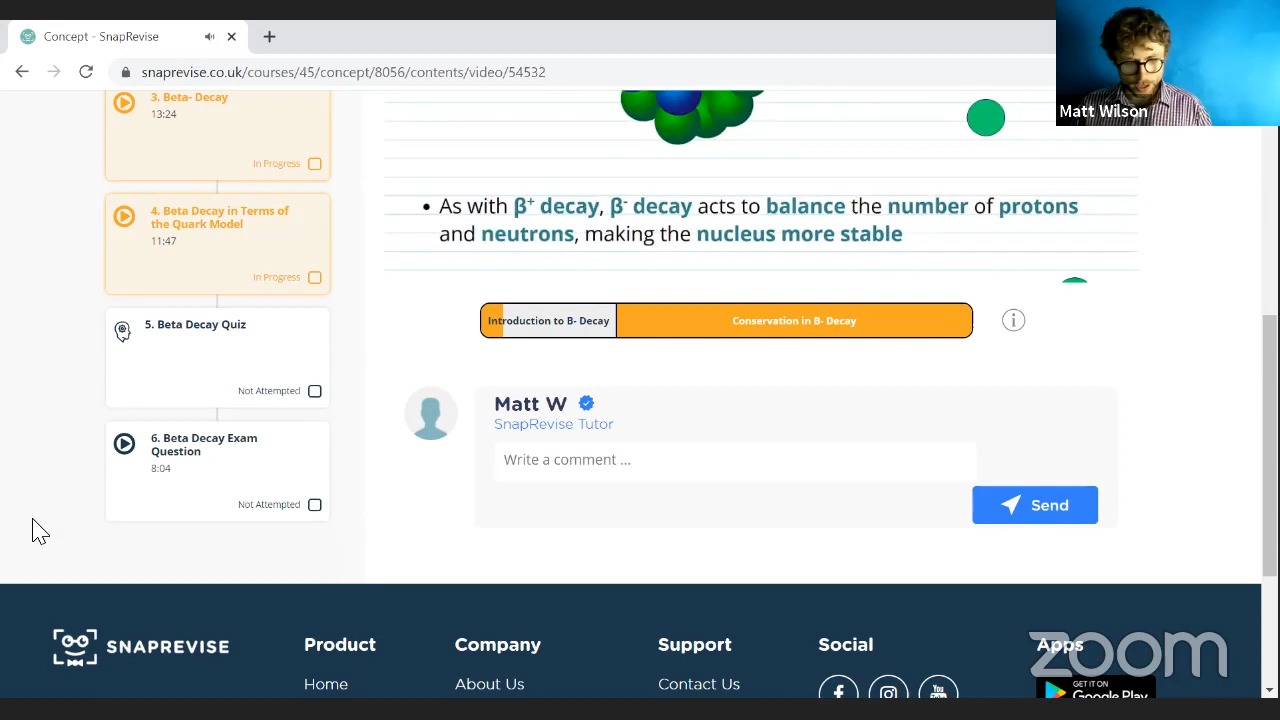 Concept - SnapRevise
snaprevise.co.uk/courses/45/concept/8056/contents/video/54532
Matt Wilson
3. Beta- Decay
13:24
In Progress
4. Beta Decay in Terms of
the Quark Model
11:47
In Progress
5. Beta Decay Quiz
Not Attempted
6. Beta Decay Exam
Question
8:04
Not Attempted
• As with β⁺ decay, β⁻ decay acts to balance the number of protons
and neutrons, making the nucleus more stable
Introduction to B- Decay
Conservation in B- Decay
Matt W
SnapRevise Tutor
Write a comment ...
Send
SNAPREVISE
Product
Company
Support
Social
Apps
Home
About Us
Contact Us
You
GET IT ON
Google Play
zoom